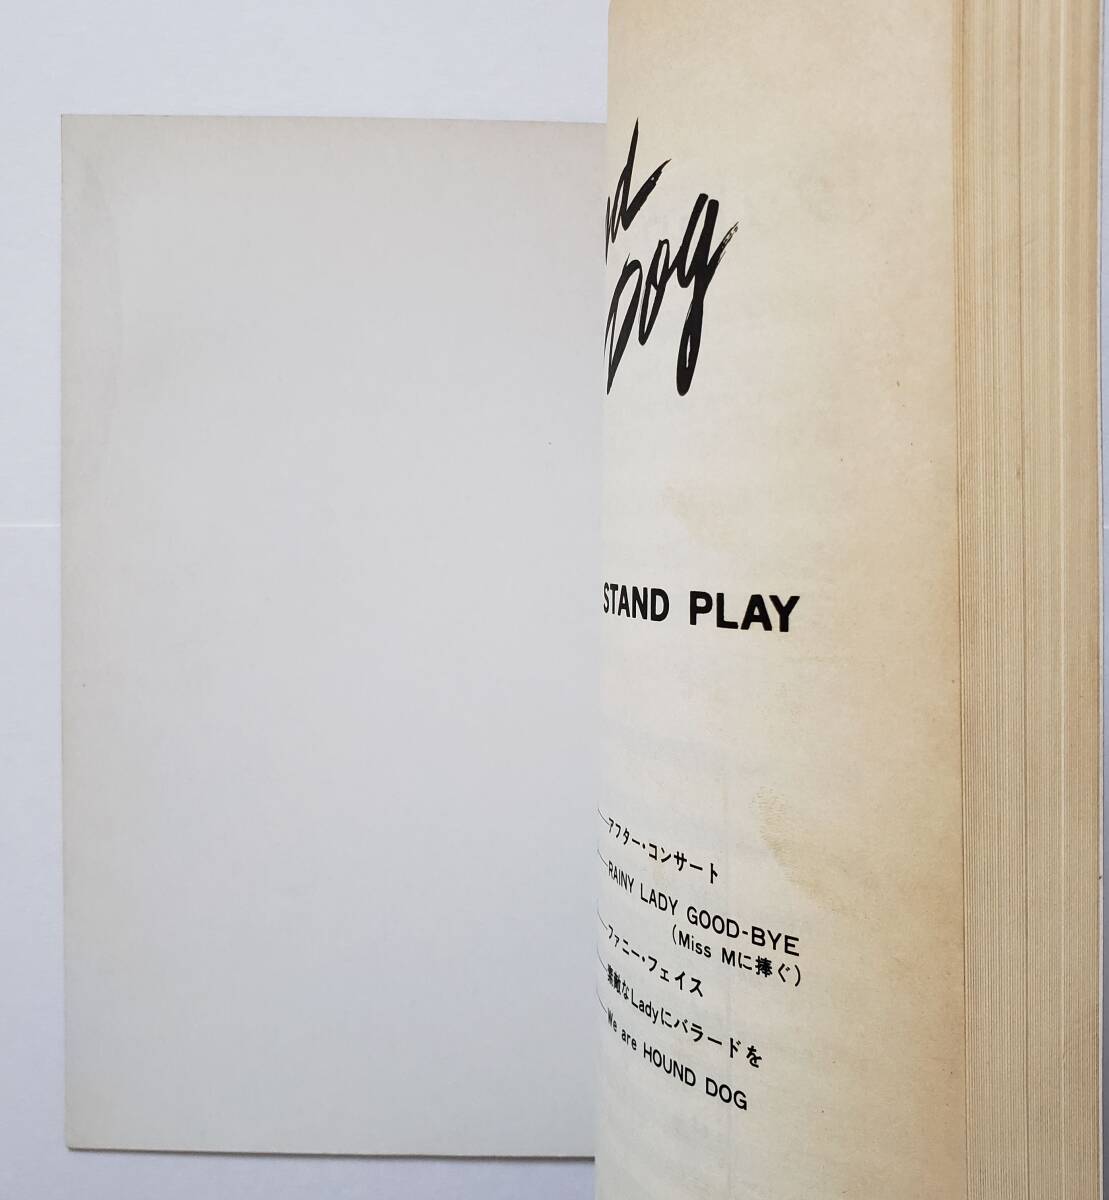 nd
Dog
STAND PLAY
アフター・コンサート
RAINY LADY GOOD-BYE
(Miss Mに捧ぐ)
ファニー・フェイス
素敵なLadyにバラードを
We are HOUND DOG